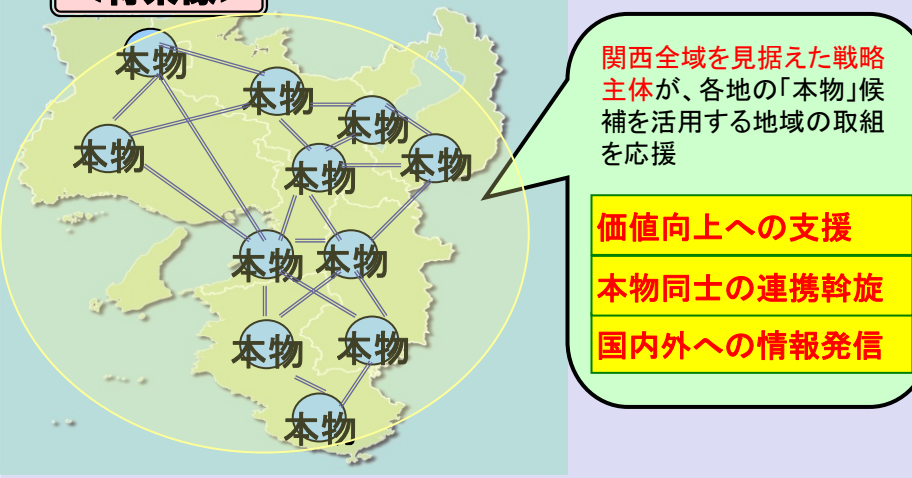 本物
本物
本物
本物
本物
本物
本物
本物
本物
本物
本物
関西全域を見据えた戦略
主体が、各地の「本物」候
補を活用する地域の取組
を応援
価値向上への支援
本物同士の連携斡旋
国内外への情報発信